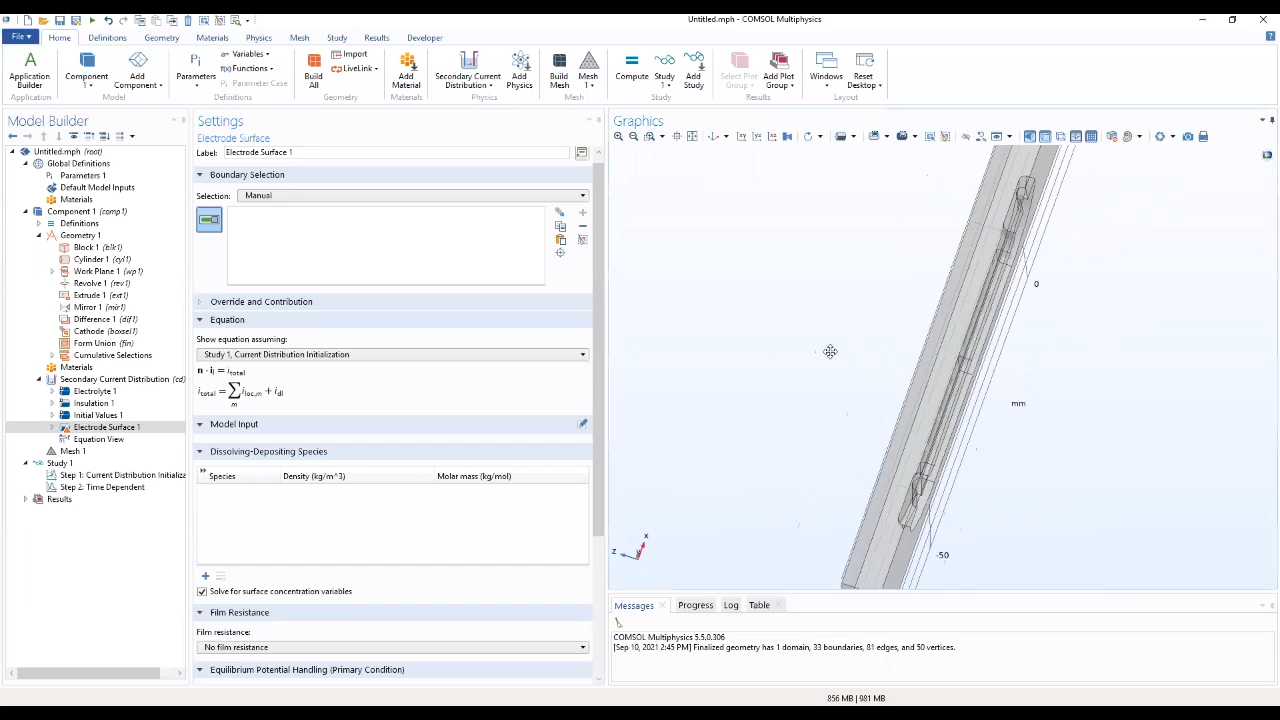 Untitled.mph - COMSOL Multiphysics
File
Home
Definitions
Geometry
Materials
Physics
Mesh
Study
Results
Developer
Application
Builder
Component
1
Add
Component
Parameters
1
Variables
Functions
Parameter Case
Build
All
Import
LiveLink
Add
Material
Secondary Current
Distribution
Add
Physics
Build
Mesh
Mesh
1
Compute
Study
1
Add
Study
Select Plot
Group
Add Plot
Group
Windows
Reset
Desktop
Application
Model
Definitions
Geometry
Materials
Physics
Mesh
Study
Results
Layout
Model Builder
Untitled.mph (root)
Global Definitions
Parameters 1
Default Model Inputs
Materials
Component 1 (comp1)
Definitions
Geometry 1
Block 1 (blk1)
Cylinder 1 (cyl1)
Work Plane 1 (wp1)
Revolve 1 (rev1)
Extrude 1 (ext1)
Mirror 1 (mir1)
Difference 1 (dif1)
Cathode (boxsel1)
Form Union (fin)
Cumulative Selections
Materials
Secondary Current Distribution (cd)
Electrolyte 1
Insulation 1
Initial Values 1
Electrode Surface 1
Equation View
Mesh 1
Study 1
Step 1: Current Distribution Initializa
Step 2: Time Dependent
Results
Settings
Electrode Surface
Label: Electrode Surface 1
Boundary Selection
Selection: Manual
Override and Contribution
Equation
Show equation assuming:
Study 1, Current Distribution Initialization
n · il = itotal
itotal = ∑m iloc,m + idl
Model Input
Dissolving-Depositing Species
Species Density (kg/m^3) Molar mass (kg/mol)
Solve for surface concentration variables
Film Resistance
Film resistance:
No film resistance
Equilibrium Potential Handling (Primary Condition)
Graphics
0
mm
-50
x
z
y
Messages
Progress
Log
Table
COMSOL Multiphysics 5.5.0.306
[Sep 10, 2021 2:45 PM] Finalized geometry has 1 domain, 33 boundaries, 81 edges, and 50 vertices.
856 MB | 981 MB